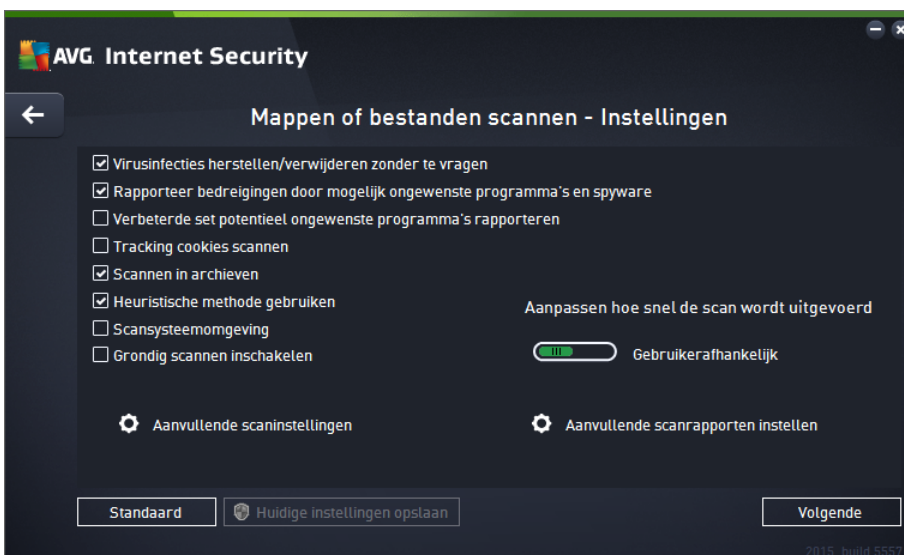 AVG. Internet Security
Mappen of bestanden scannen - Instellingen
Virusinfecties herstellen/verwijderen zonder te vragen
Rapporteer bedreigingen door mogelijk ongewenste programma's en spyware
Verbeterde set potentieel ongewenste programma's rapporteren
Tracking cookies scannen
Scannen in archieven
Heuristische methode gebruiken
Scansysteemomgeving
Grondig scannen inschakelen
Aanpassen hoe snel de scan wordt uitgevoerd
Gebruikerafhankelijk
Aanvullende scaninstellingen
Aanvullende scanrapporten instellen
Standaard
Huidige instellingen opslaan
Volgende
2015, build 5557